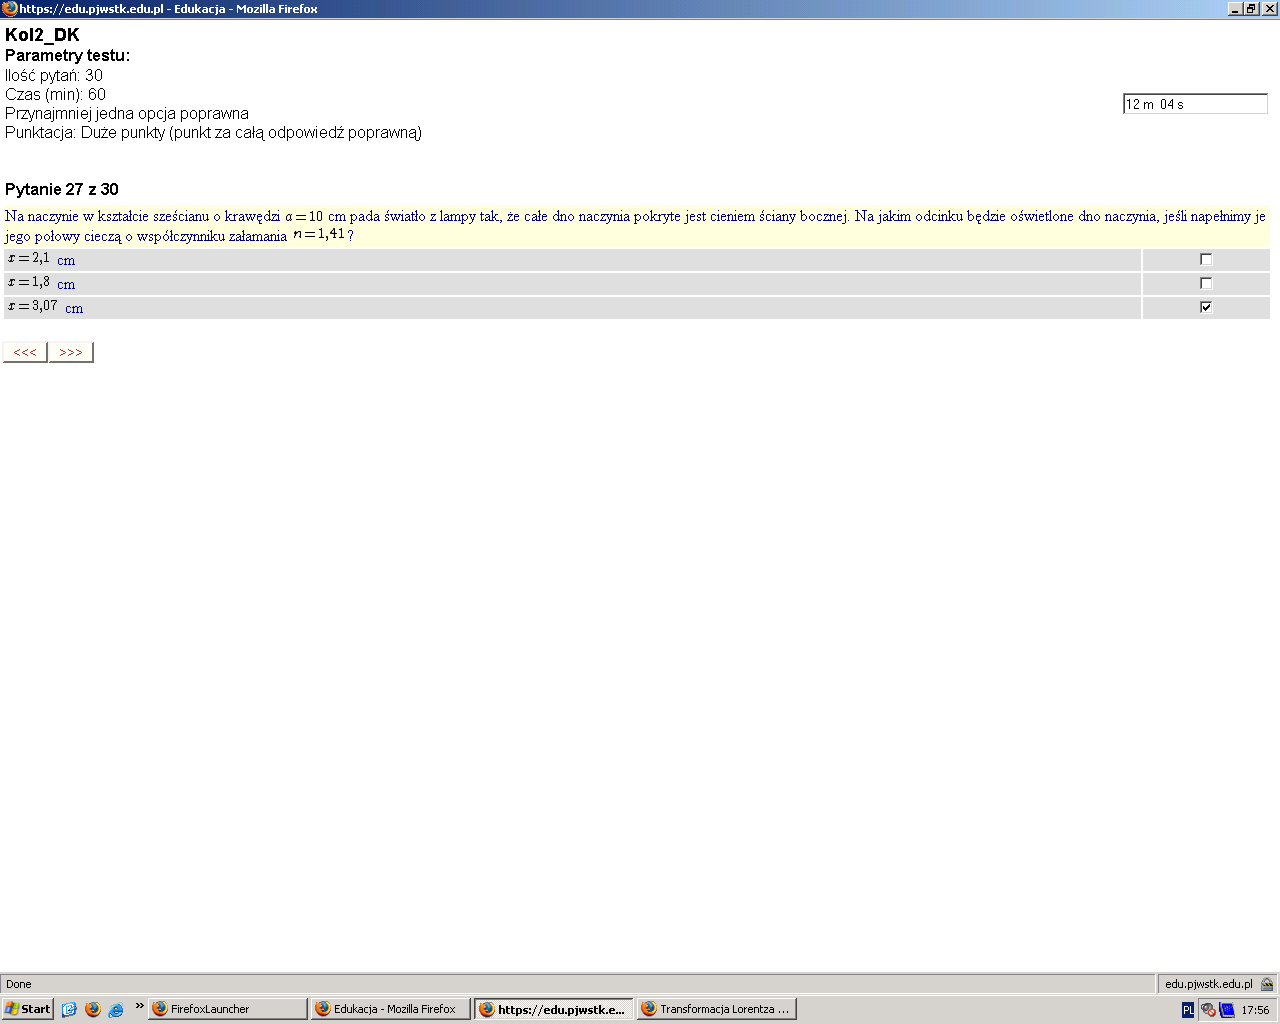 https://edu.pjwstk.edu.pl - Edukacja - Mozilla Firefox
Kol2_DK
Parametry testu:
Ilość pytań: 30
Czas (min): 60
Przynajmniej jedna opcja poprawna
Punktacja: Duże punkty (punkt za całą odpowiedź poprawną)
12 m 04 s
Pytanie 27 z 30
Na naczynie w kształcie sześcianu o krawędzi a = 10 cm pada światło z lampy tak, że całe dno naczynia pokryte jest cieniem ściany bocznej. Na jakim odcinku będzie oświetlone dno naczynia, jeśli napełnimy je
jego połowy cieczą o współczynniku załamania n = 1,41 ?
x = 2,1 cm
x = 1,8 cm
x = 3,07 cm
<<< >>>
Done
edu.pjwstk.edu.pl
Start » FirefoxLauncher Edukacja - Mozilla Firefox https://edu.pjwstk.e... Transformacja Lorentza ... PL 17:56